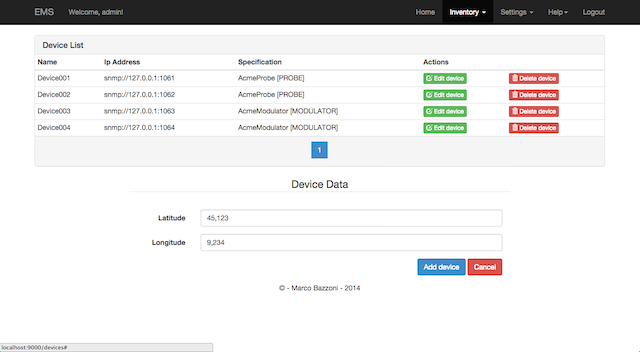 EMS Welcome, admin! Home Inventory Settings Help Logout
Device List
Name Ip Address Specification Actions
Device001 snmp://127.0.0.1:1061 AcmeProbe [PROBE] Edit device Delete device
Device002 snmp://127.0.0.1:1062 AcmeProbe [PROBE] Edit device Delete device
Device003 snmp://127.0.0.1:1063 AcmeModulator [MODULATOR] Edit device Delete device
Device004 snmp://127.0.0.1:1064 AcmeModulator [MODULATOR] Edit device Delete device
1
Device Data
Latitude 45,123
Longitude 9,234
Add device Cancel
© - Marco Bazzoni - 2014
localhost:9000/devices#